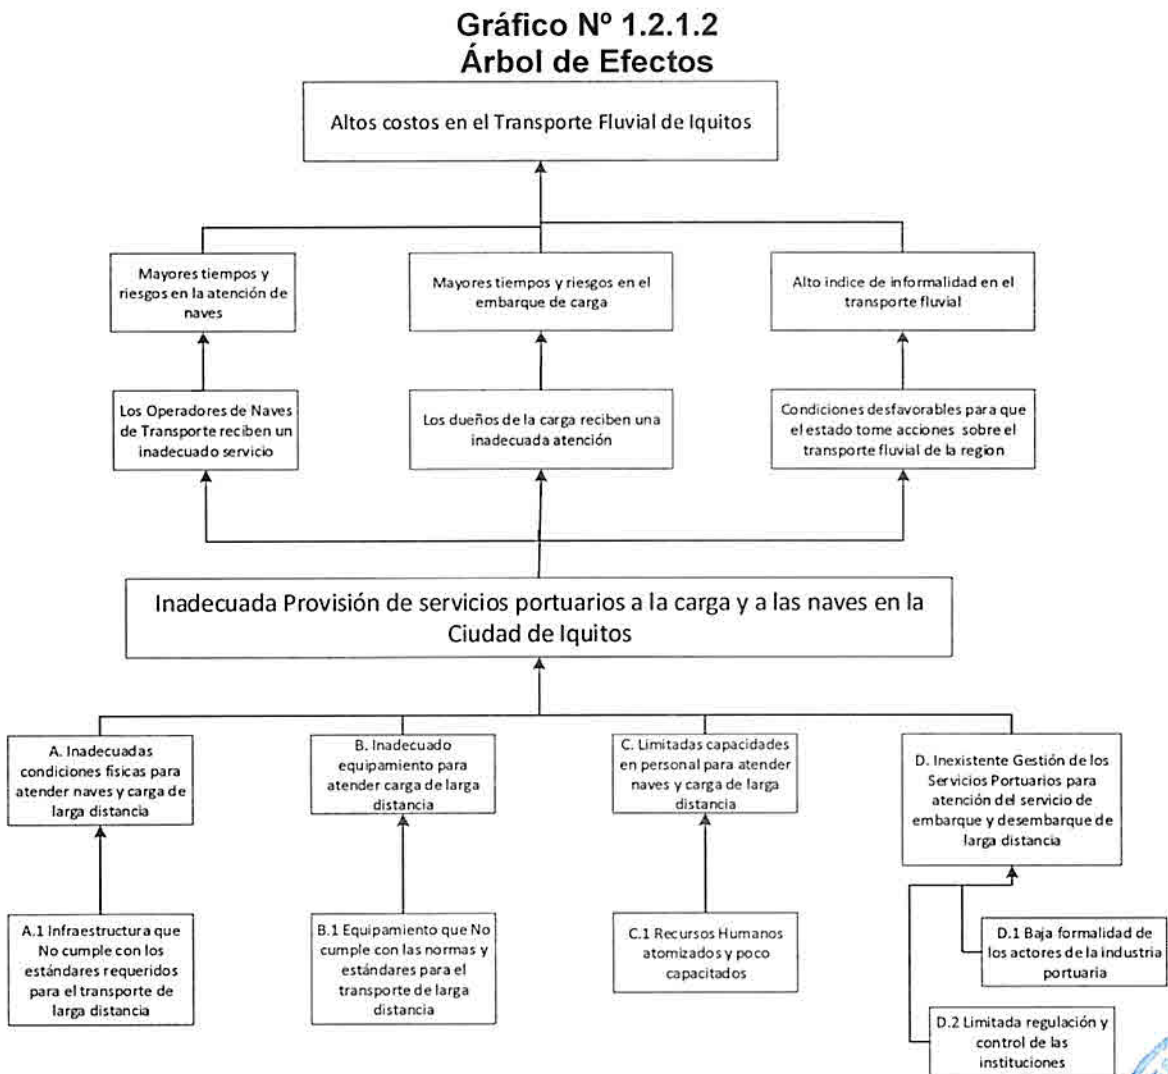 Gráfico Nº 1.2.1.2
Árbol de Efectos
Altos costos en el Transporte Fluvial de Iquitos
Mayores tiempos y
riesgos en la atención de
naves
Mayores tiempos y riesgos en el
embarque de carga
Alto indice de informalidad en el
transporte fluvial
Los Operadores de Naves
de Transporte reciben un
inadecuado servicio
Los dueños de la carga reciben una
inadecuada atención
Condiciones desfavorables para que
el estado tome acciones sobre el
transporte fluvial de la region
Inadecuada Provisión de servicios portuarios a la carga y a las naves en la
Ciudad de Iquitos
A. Inadecuadas
condiciones fisicas para
atender naves y carga de
larga distancia
B. Inadecuado
equipamiento para
atender carga de larga
distancia
C. Limitadas capacidades
en personal para atender
naves y carga de larga
distancia
D. Inexistente Gestión de los
Servicios Portuarios para
atención del servicio de
embarque y desembarque de
larga distancia
A.1 Infraestructura que
No cumple con los
estándares requeridos
para el transporte de
larga distancia
B.1 Equipamiento que No
cumple con las normas y
estándares para el
transporte de larga
distancia
C.1 Recursos Humanos
atomizados y poco
capacitados
D.1 Baja formalidad de
los actores de la industria
portuaria
D.2 Limitada regulación y
control de las
instituciones